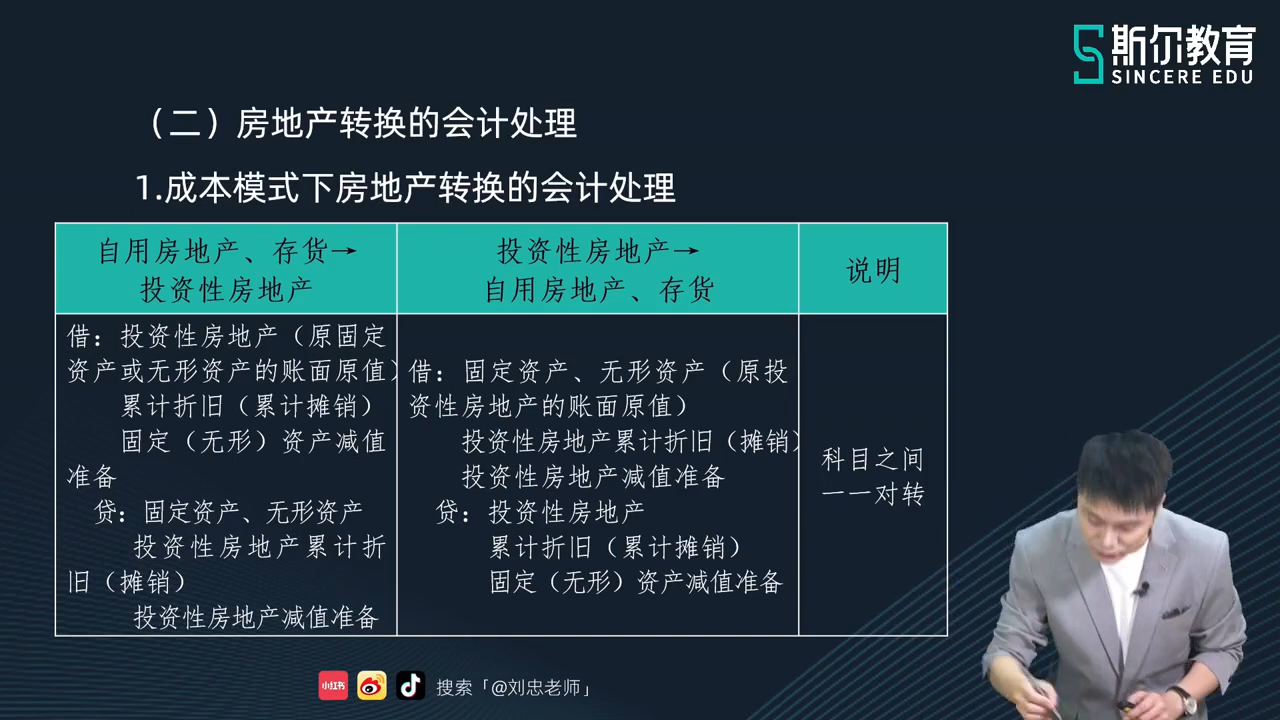 斯尔教育
SINCERE EDU
（二）房地产转换的会计处理
1.成本模式下房地产转换的会计处理
自用房地产、存货→
投资性房地产
投资性房地产→
自用房地产、存货
说明
借：投资性房地产（原固定
资产或无形资产的账面原值）
累计折旧（累计摊销）
固定（无形）资产减值
准备
贷：固定资产、无形资产
投资性房地产累计折
旧（摊销）
投资性房地产减值准备
借：固定资产、无形资产（原投
资性房地产的账面原值）
投资性房地产累计折旧（摊销）
投资性房地产减值准备
贷：投资性房地产
累计折旧（累计摊销）
固定（无形）资产减值准备
科目之间
一一对转
小红书
搜索「@刘忠老师」